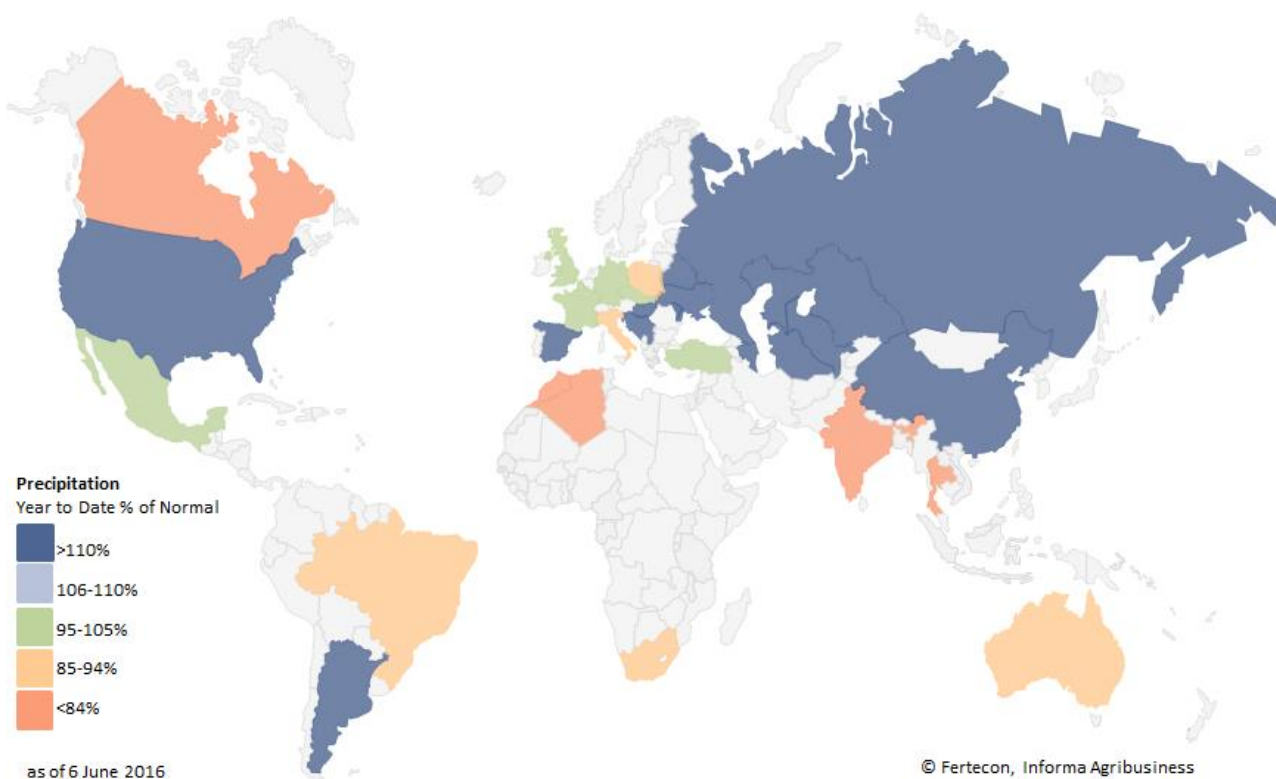 Precipitation
Year to Date % of Normal
>110%
106-110%
95-105%
85-94%
<84%
as of 6 June 2016
© Fertecon, Informa Agribusiness